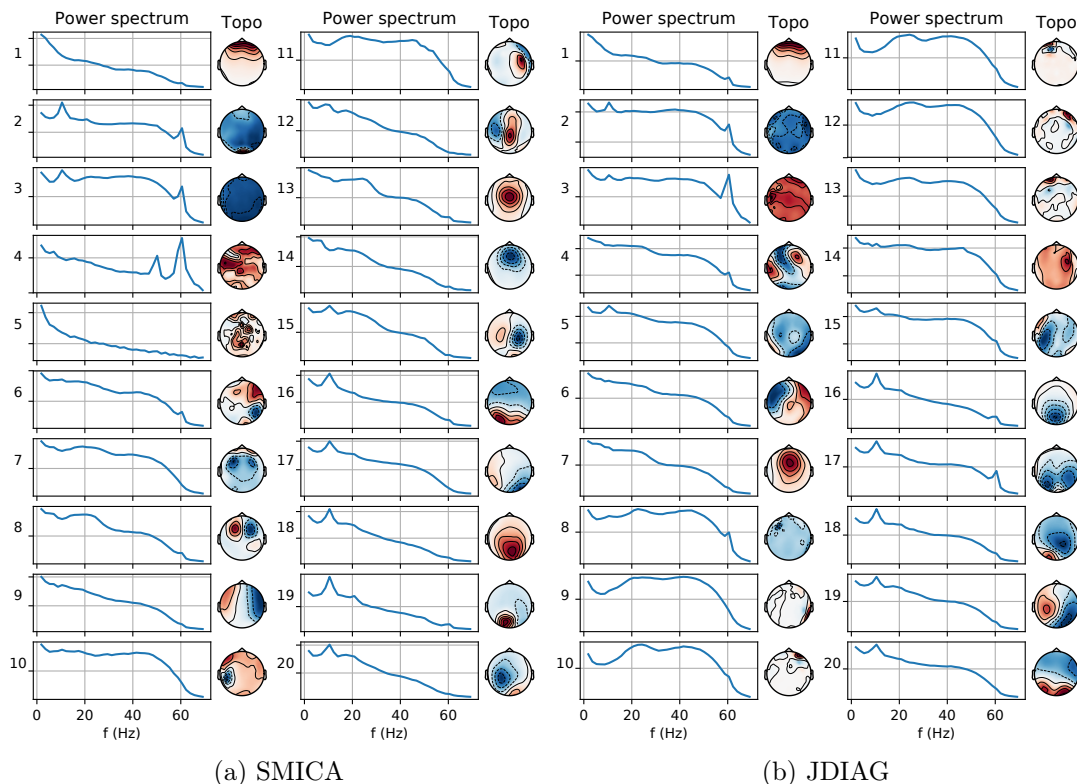 Power spectrum Topo Power spectrum Topo Power spectrum Topo Power spectrum Topo
1 11 1 11
2 12 2 12
3 13 3 13
4 14 4 14
5 15 5 15
6 16 6 16
7 17 7 17
8 18 8 18
9 19 9 19
10 20 10 20
0 20 40 60 0 20 40 60 0 20 40 60 0 20 40 60
f (Hz) f (Hz) f (Hz) f (Hz)
(a) SMICA (b) JDIAG